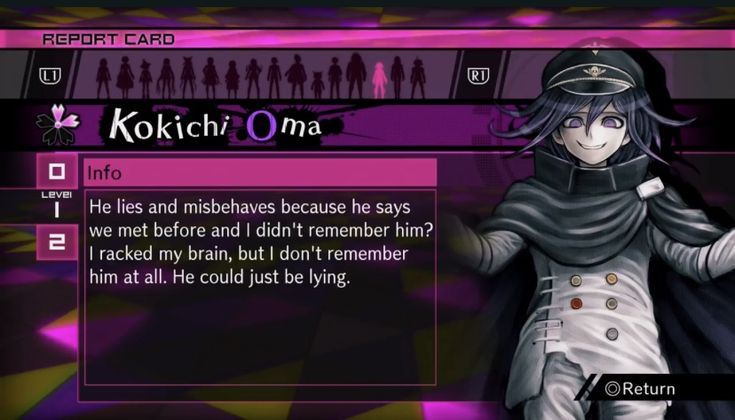 REPORT CARD
L1
R1
Kokichi Oma
0
Info
LEVEL
1
2
He lies and misbehaves because he says
we met before and I didn't remember him?
I racked my brain, but I don't remember
him at all. He could just be lying.
Return